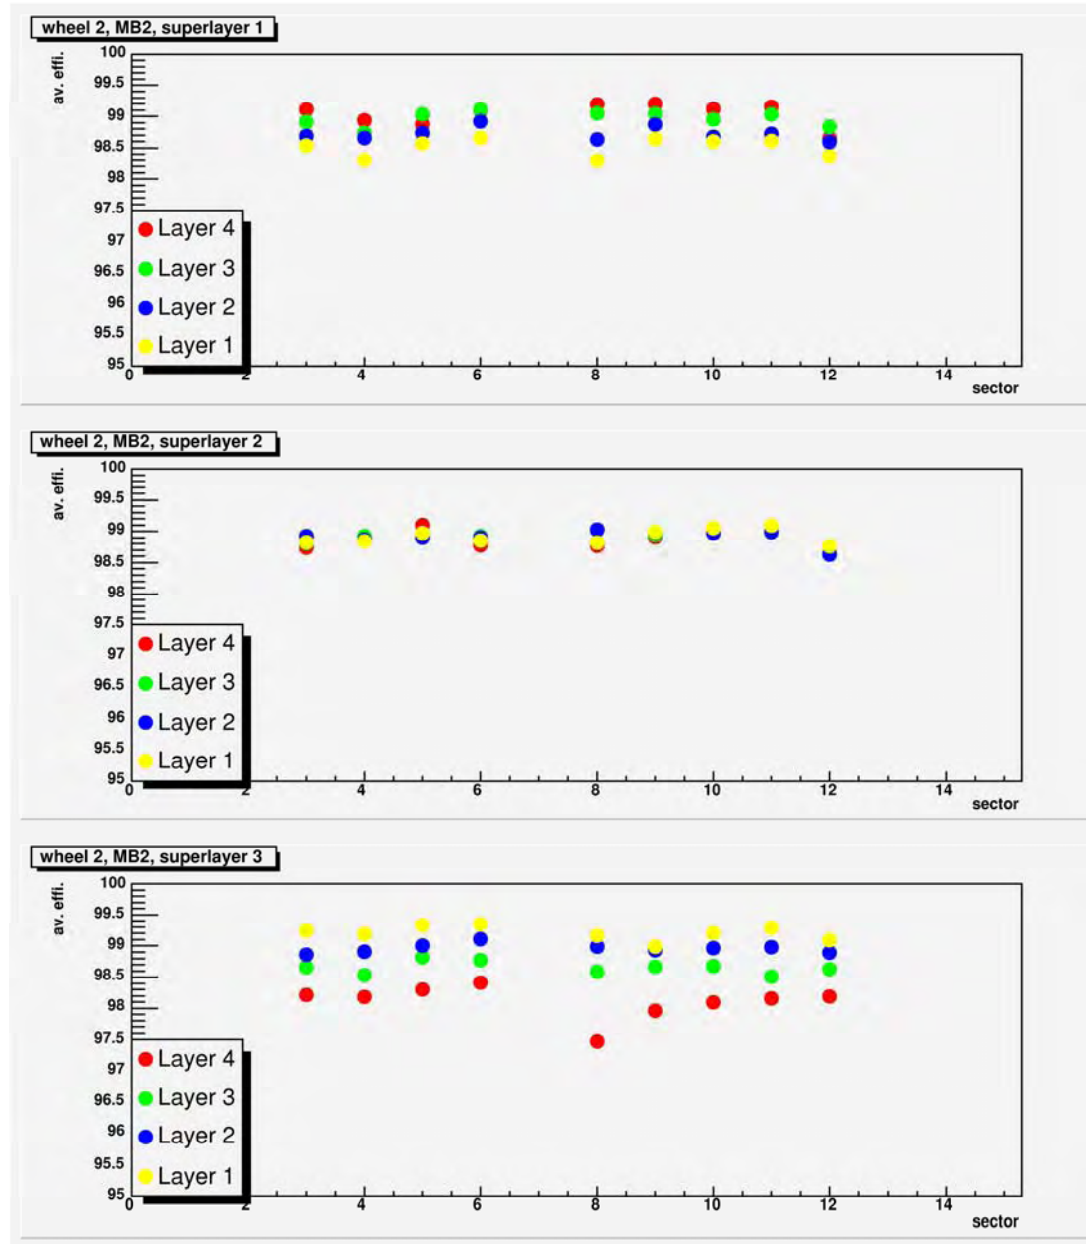 wheel 2, MB2, superlayer 1
av. effi.
100
99.5
99
98.5
98
97.5
97
96.5
96
95.5
95
Layer 4
Layer 3
Layer 2
Layer 1
0 2 4 6 8 10 12 14
sector
wheel 2, MB2, superlayer 2
av. effi.
100
99.5
99
98.5
98
97.5
97
96.5
96
95.5
95
Layer 4
Layer 3
Layer 2
Layer 1
0 2 4 6 8 10 12 14
sector
wheel 2, MB2, superlayer 3
av. effi.
100
99.5
99
98.5
98
97.5
97
96.5
96
95.5
95
Layer 4
Layer 3
Layer 2
Layer 1
0 2 4 6 8 10 12 14
sector